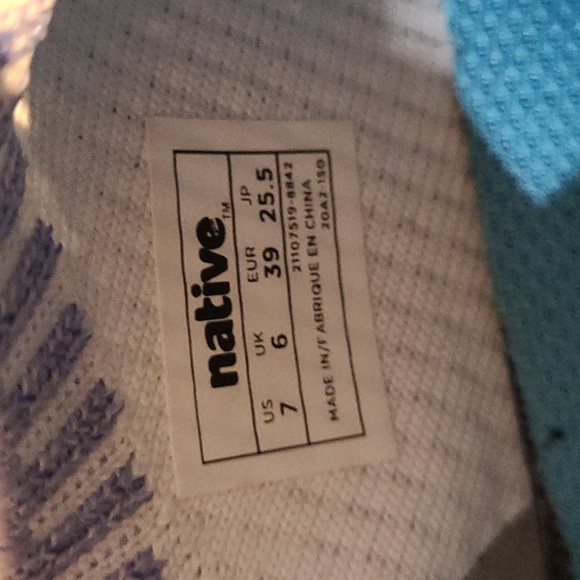 native™
US UK EUR JP
7 6 39 25.5
21107519-8842
MADE IN/FABRIQUE EN CHINA
20A2-150